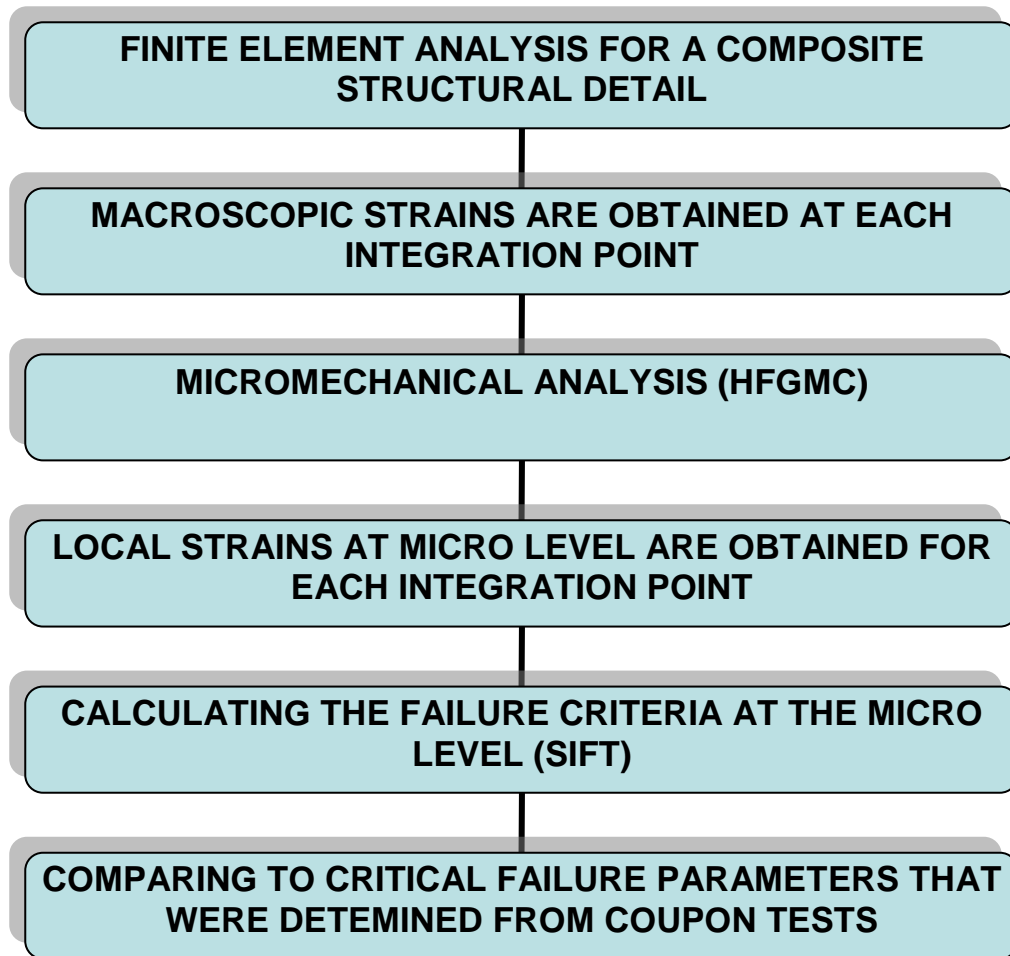 FINITE ELEMENT ANALYSIS FOR A COMPOSITE
STRUCTURAL DETAIL
MACROSCOPIC STRAINS ARE OBTAINED AT EACH
INTEGRATION POINT
MICROMECHANICAL ANALYSIS (HFGMC)
LOCAL STRAINS AT MICRO LEVEL ARE OBTAINED FOR
EACH INTEGRATION POINT
CALCULATING THE FAILURE CRITERIA AT THE MICRO
LEVEL (SIFT)
COMPARING TO CRITICAL FAILURE PARAMETERS THAT
WERE DETEMINED FROM COUPON TESTS